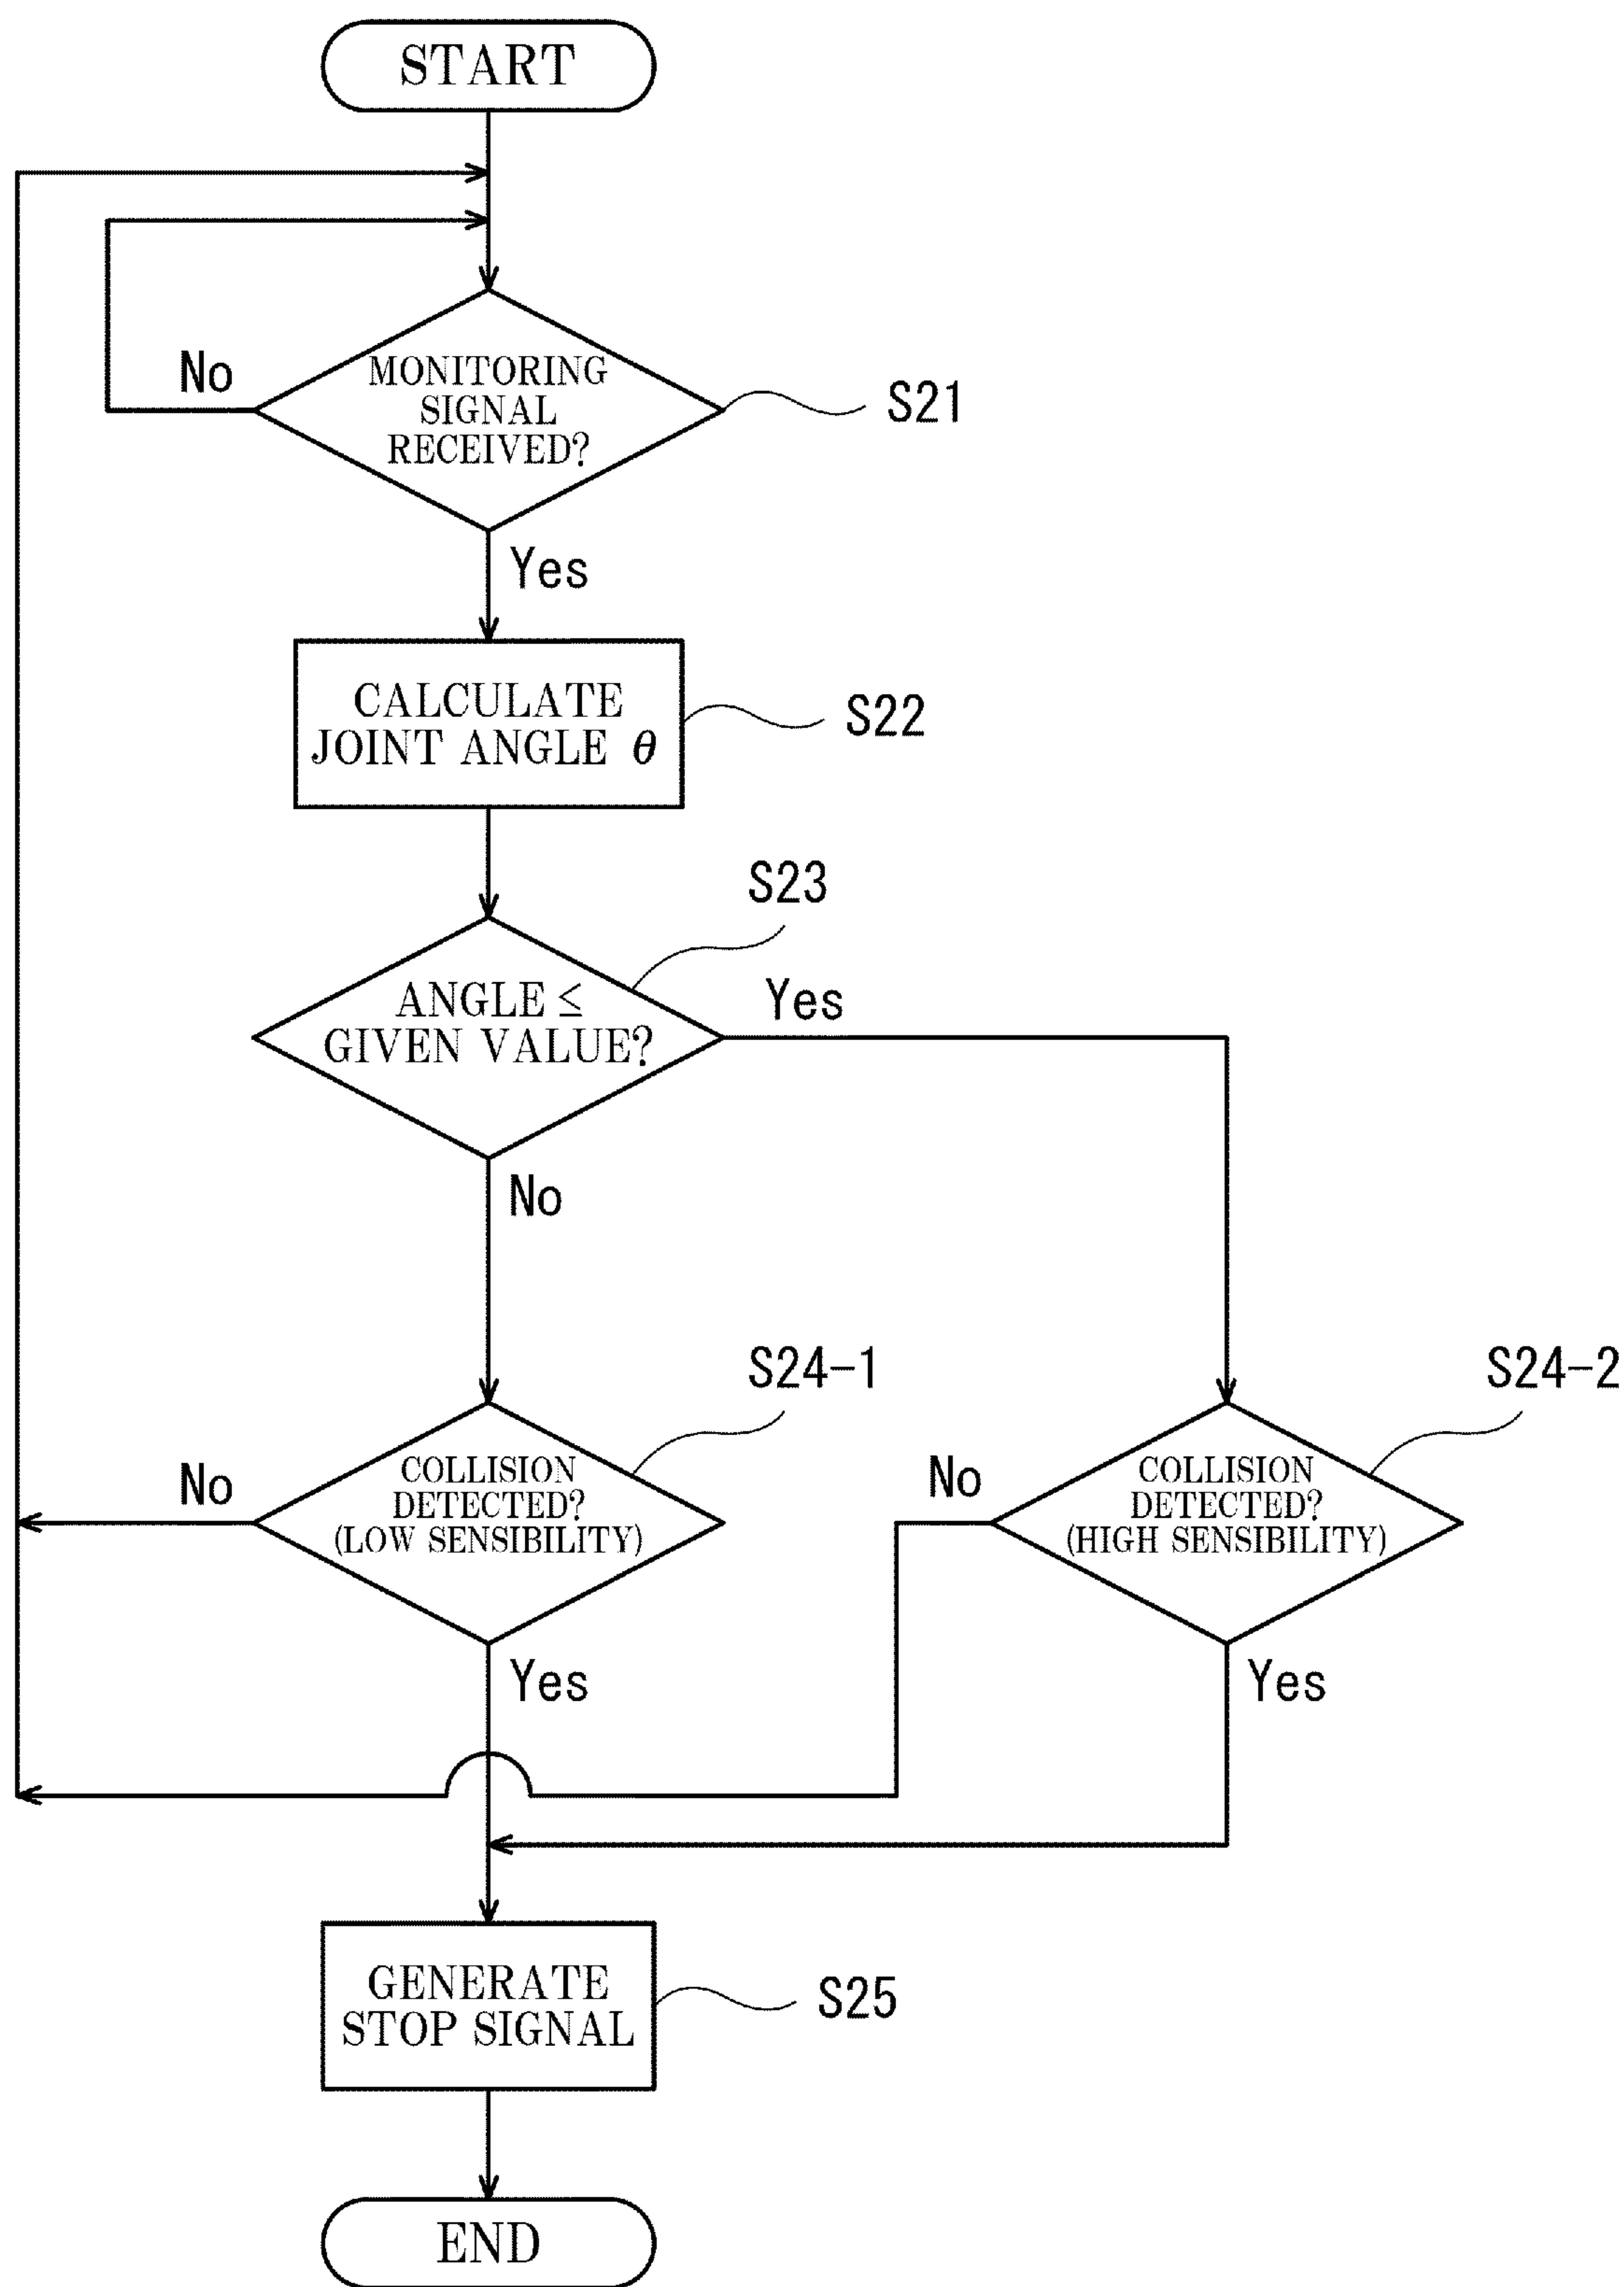 START
No
MONITORING
SIGNAL
RECEIVED?
S21
Yes
CALCULATE
JOINT ANGLE θ
S22
S23
ANGLE ≤
GIVEN VALUE?
Yes
No
S24-1
S24-2
No
COLLISION
DETECTED?
(LOW SENSIBILITY)
No
COLLISION
DETECTED?
(HIGH SENSIBILITY)
Yes
Yes
GENERATE
STOP SIGNAL
S25
END